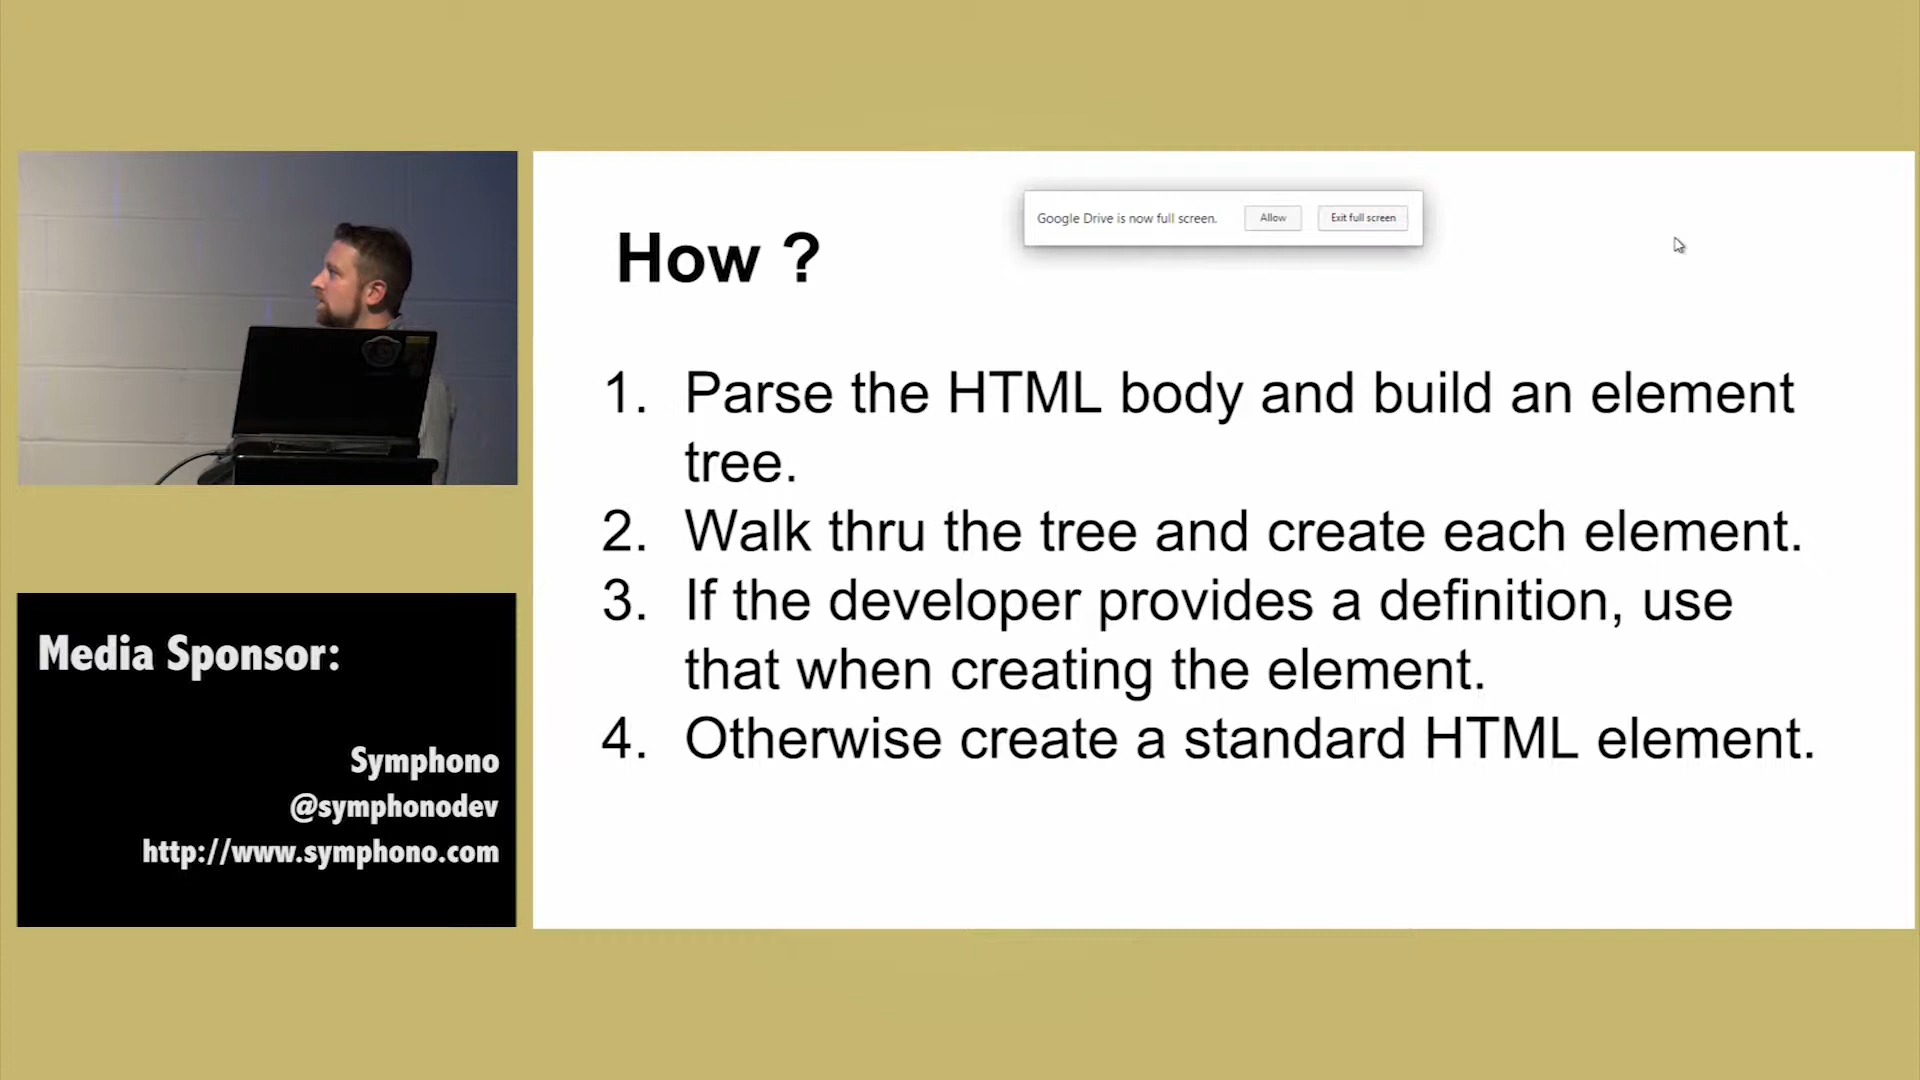 Google Drive is now full screen. Allow Exit full screen
How ?
1. Parse the HTML body and build an element
tree.
2. Walk thru the tree and create each element.
3. If the developer provides a definition, use
that when creating the element.
4. Otherwise create a standard HTML element.
Media Sponsor:
Symphono
@symphonodev
http://www.symphono.com